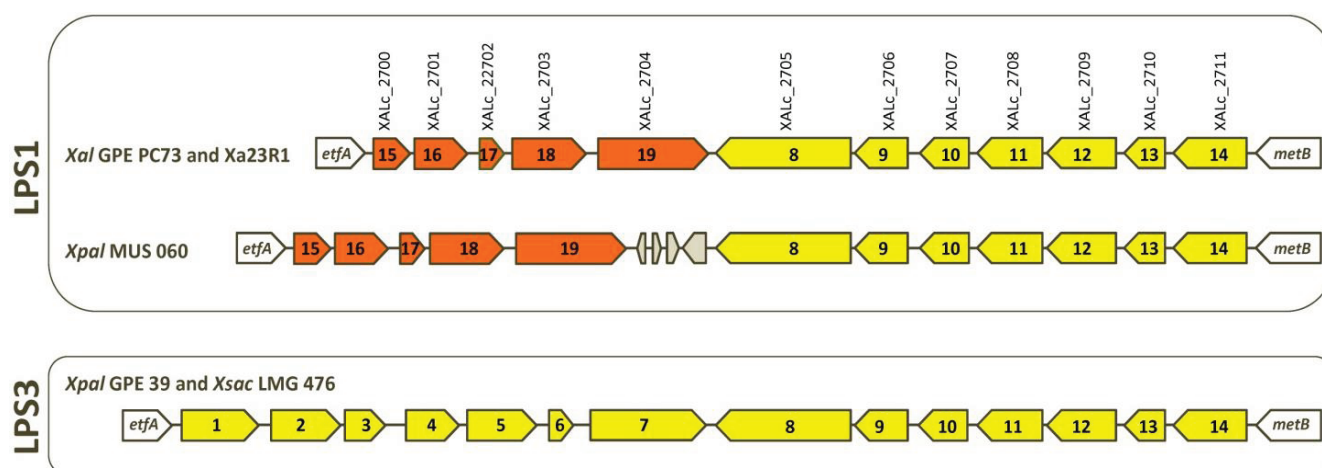 LPS1
XALc_2700 XALc_2701 XALc_22702 XALc_2703 XALc_2704 XALc_2705 XALc_2706 XALc_2707 XALc_2708 XALc_2709 XALc_2710 XALc_2711
Xal GPE PC73 and Xa23R1 etfA 15 16 17 18 19 8 9 10 11 12 13 14 metB
Xpal MUS 060 etfA 15 16 17 18 19 8 9 10 11 12 13 14 metB
LPS3
Xpal GPE 39 and Xsac LMG 476
etfA 1 2 3 4 5 6 7 8 9 10 11 12 13 14 metB